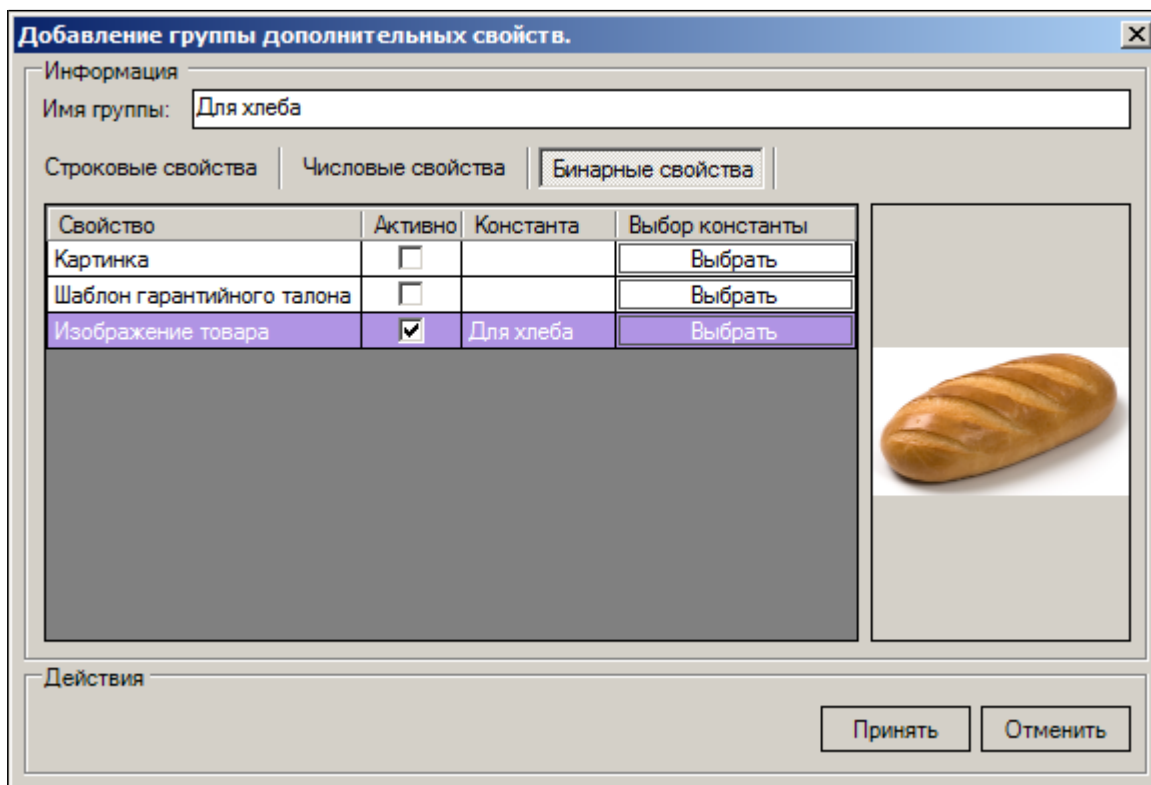 Добавление группы дополнительных свойств.
Информация
Имя группы: Для хлеба
Строковые свойства Числовые свойства Бинарные свойства
Свойство Активно Константа Выбор константы
Картинка Выбрать
Шаблон гарантийного талона Выбрать
Изображение товара Для хлеба Выбрать
Действия
Принять Отменить